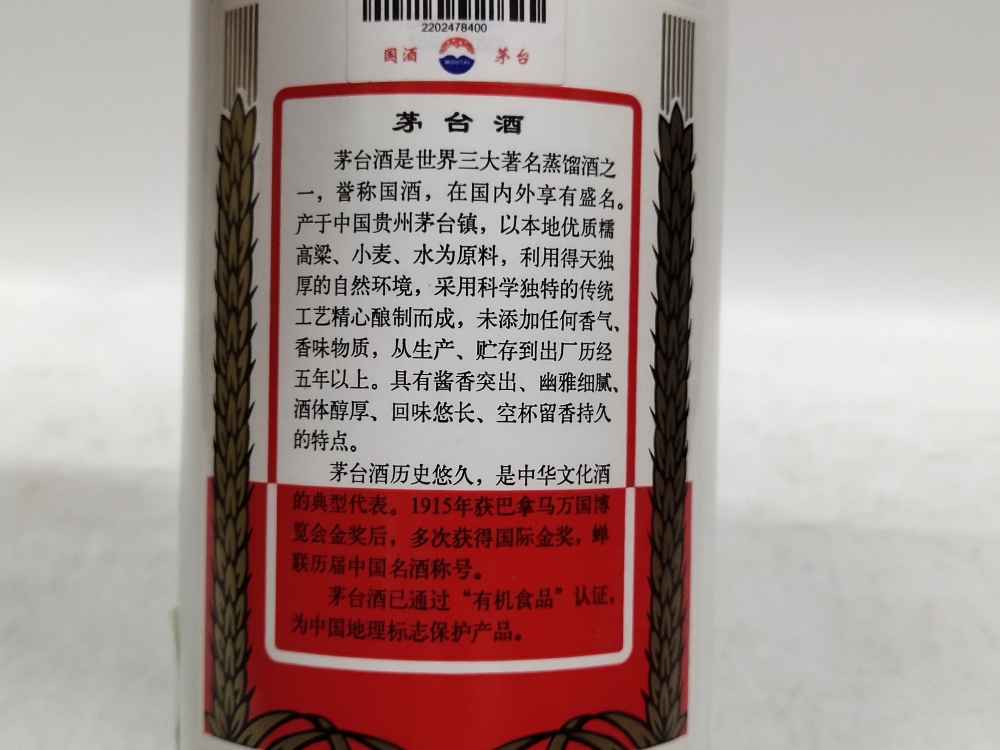 2202478400
国酒 茅台
茅台酒
茅台酒是世界三大著名蒸馏酒之
一，誉称国酒，在国内外享有盛名。
产于中国贵州茅台镇，以本地优质糯
高粱、小麦、水为原料，利用得天独
厚的自然环境，采用科学独特的传统
工艺精心酿制而成，未添加任何香气、
香味物质，从生产、贮存到出厂历经
五年以上。具有酱香突出、幽雅细腻、
酒体醇厚、回味悠长、空杯留香持久
的特点。
茅台酒历史悠久，是中华文化酒
的典型代表。1915年获巴拿马万国博
览会金奖后，多次获得国际金奖，蝉
联历届中国名酒称号。
茅台酒已通过“有机食品”认证，
为中国地理标志保护产品。